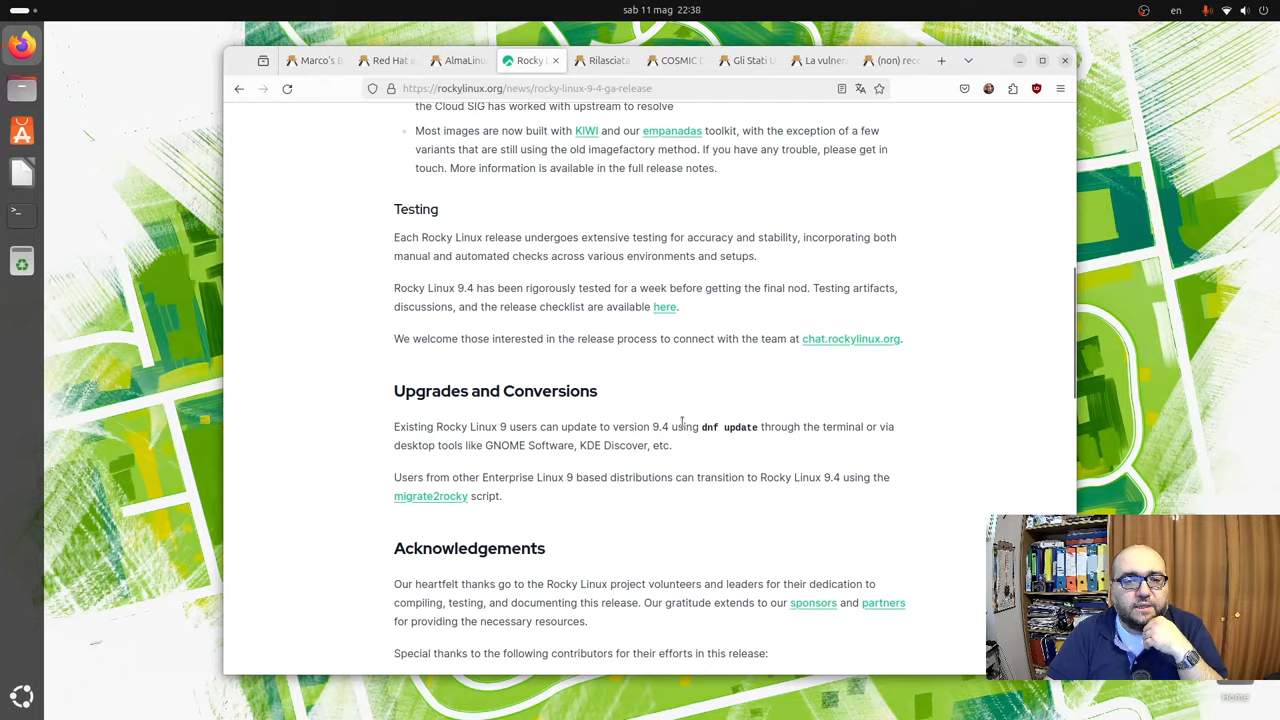 sab 11 mag 22:38
en
Marco's B
Red Hat a
AlmaLinu
Rocky L
Rilasciata
COSMIC D
Gli Stati U
La vulner
(non) rec
https://rockylinux.org/news/rocky-linux-9-4-ga-release
the Cloud SIG has worked with upstream to resolve
Most images are now built with KIWI and our empanadas toolkit, with the exception of a few
variants that are still using the old imagefactory method. If you have any trouble, please get in
touch. More information is available in the full release notes.
Testing
Each Rocky Linux release undergoes extensive testing for accuracy and stability, incorporating both
manual and automated checks across various environments and setups.
Rocky Linux 9.4 has been rigorously tested for a week before getting the final nod. Testing artifacts,
discussions, and the release checklist are available here.
We welcome those interested in the release process to connect with the team at chat.rockylinux.org.
Upgrades and Conversions
Existing Rocky Linux 9 users can update to version 9.4 using dnf update through the terminal or via
desktop tools like GNOME Software, KDE Discover, etc.
Users from other Enterprise Linux 9 based distributions can transition to Rocky Linux 9.4 using the
migrate2rocky script.
Acknowledgements
Our heartfelt thanks go to the Rocky Linux project volunteers and leaders for their dedication to
compiling, testing, and documenting this release. Our gratitude extends to our sponsors and partners
for providing the necessary resources.
Special thanks to the following contributors for their efforts in this release:
Home